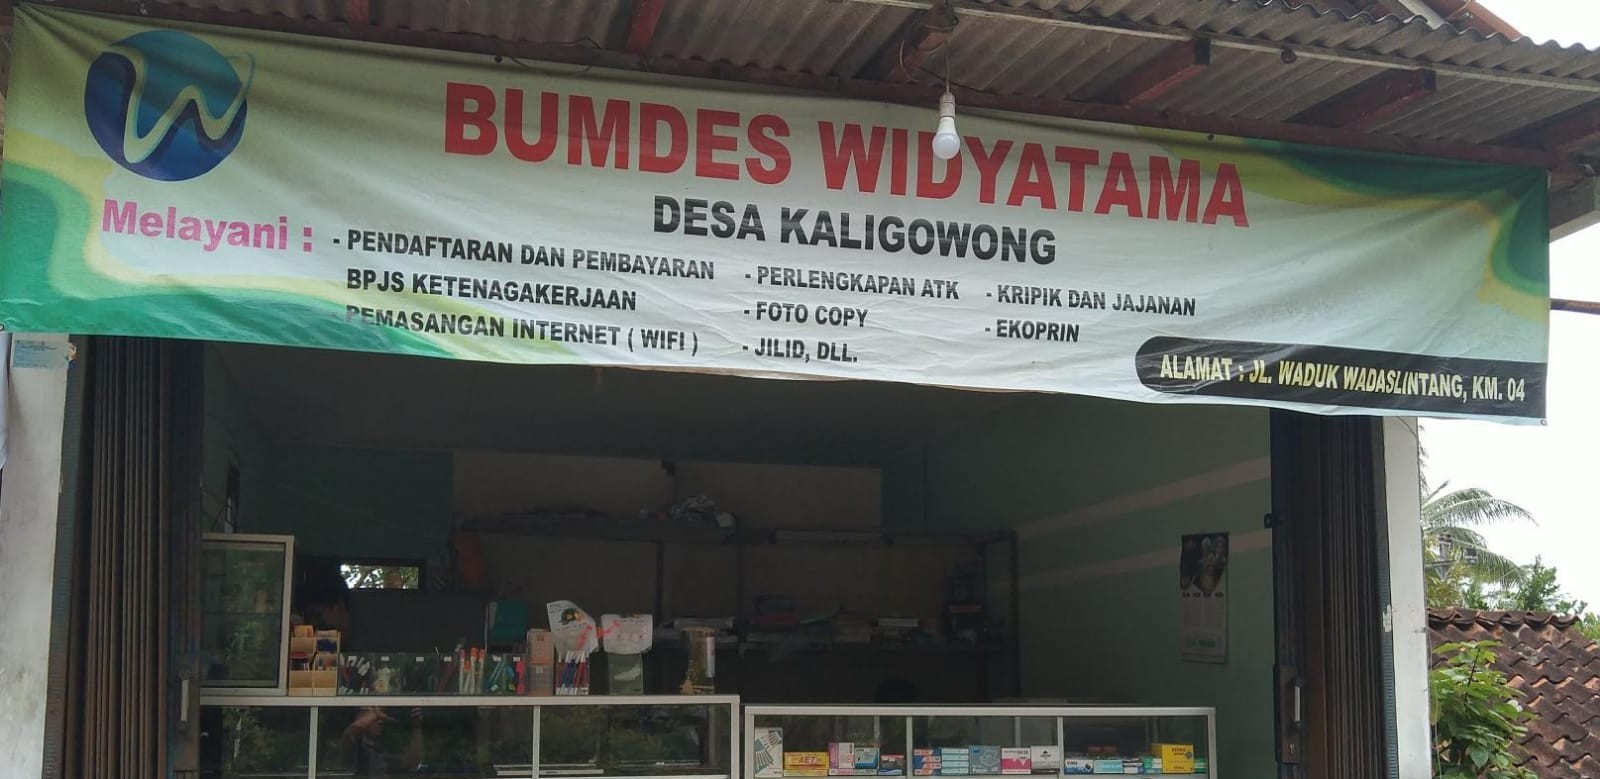 BUMDES WIDYATAMA
DESA KALIGOWONG
Melayani :
- PENDAFTARAN DAN PEMBAYARAN
BPJS KETENAGAKERJAAN
- PEMASANGAN INTERNET ( WIFI )
- PERLENGKAPAN ATK
- FOTO COPY
- JILID, DLL.
- KRIPIK DAN JAJANAN
- EKOPRIN
ALAMAT : JL. WADUK WADASLINTANG, KM. 04